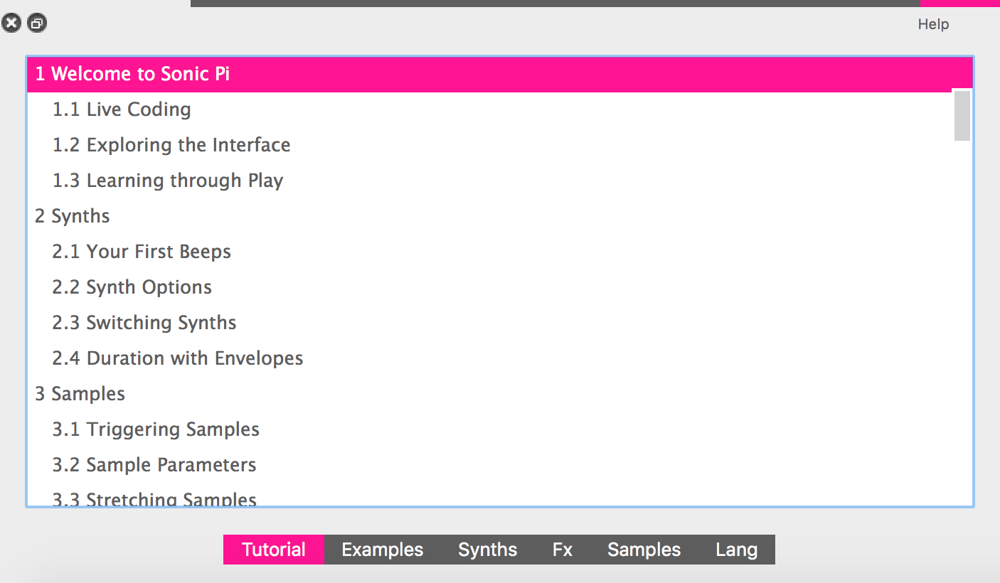 Help
1 Welcome to Sonic Pi
1.1 Live Coding
1.2 Exploring the Interface
1.3 Learning through Play
2 Synths
2.1 Your First Beeps
2.2 Synth Options
2.3 Switching Synths
2.4 Duration with Envelopes
3 Samples
3.1 Triggering Samples
3.2 Sample Parameters
3.3 Stretching Samples
Tutorial Examples Synths Fx Samples Lang